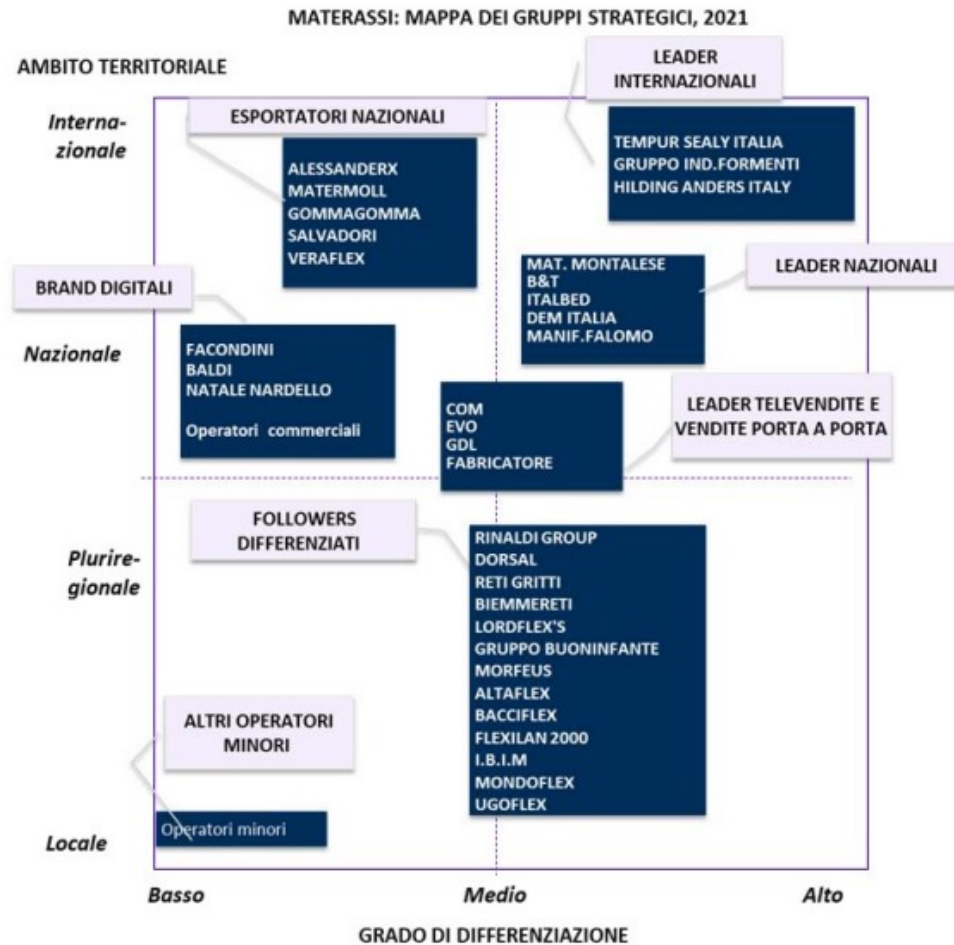 MATERASSI: MAPPA DEI GRUPPI STRATEGICI, 2021
AMBITO TERRITORIALE
LEADER
INTERNAZIONALI
Interna-
zionale
ESPORTATORI NAZIONALI
TEMPUR SEALY ITALIA
GRUPPO IND.FORMENTI
HILDING ANDERS ITALY
ALESSANDERX
MATERMOLL
GOMMAGOMMA
SALVADORI
VERAFLEX
MAT. MONTALESE
B&T
ITALBED
DEM ITALIA
MANIF.FALOMO
LEADER NAZIONALI
BRAND DIGITALI
Nazionale
FACONDINI
BALDI
NATALE NARDELLO
Operatori commerciali
COM
EVO
GDL
FABRICATORE
LEADER TELEVENDITE E
VENDITE PORTA A PORTA
FOLLOWERS
DIFFERENZIATI
Plurire-
gionale
RINALDI GROUP
DORSAL
RETI GRITTI
BIEMMERETI
LORDFLEX'S
GRUPPO BUONINFANTE
MORFEUS
ALTAFLEX
BACCIFLEX
FLEXILAN 2000
I.B.I.M
MONDOFLEX
UGOFLEX
ALTRI OPERATORI
MINORI
Operatori minori
Locale
Basso
Medio
Alto
GRADO DI DIFFERENZIAZIONE